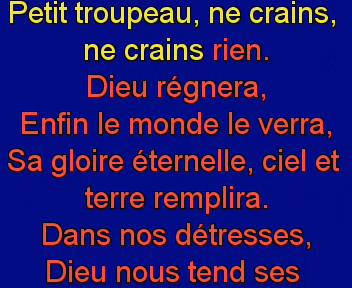 Petit troupeau, ne crains,
ne crains rien.
Dieu régnera,
Enfin le monde le verra,
Sa gloire éternelle, ciel et
terre remplira.
Dans nos détresses,
Dieu nous tend ses